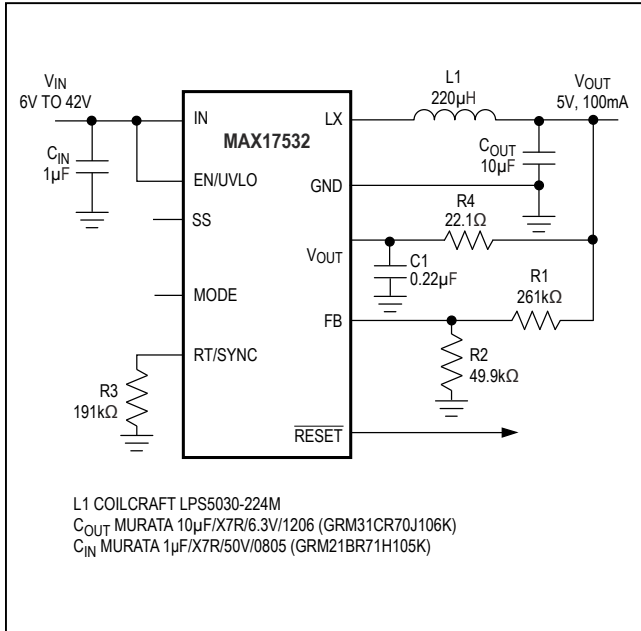 VIN
6V TO 42V
CIN
1µF
IN
EN/UVLO
SS
MODE
RT/SYNC
R3
191kΩ
MAX17532
LX
GND
VOUT
FB
RESET
L1
220µH
VOUT
5V, 100mA
COUT
10µF
R4
22.1Ω
C1
0.22µF
R1
261kΩ
R2
49.9kΩ
L1 COILCRAFT LPS5030-224M
COUT MURATA 10µF/X7R/6.3V/1206 (GRM31CR70J106K)
CIN MURATA 1µF/X7R/50V/0805 (GRM21BR71H105K)